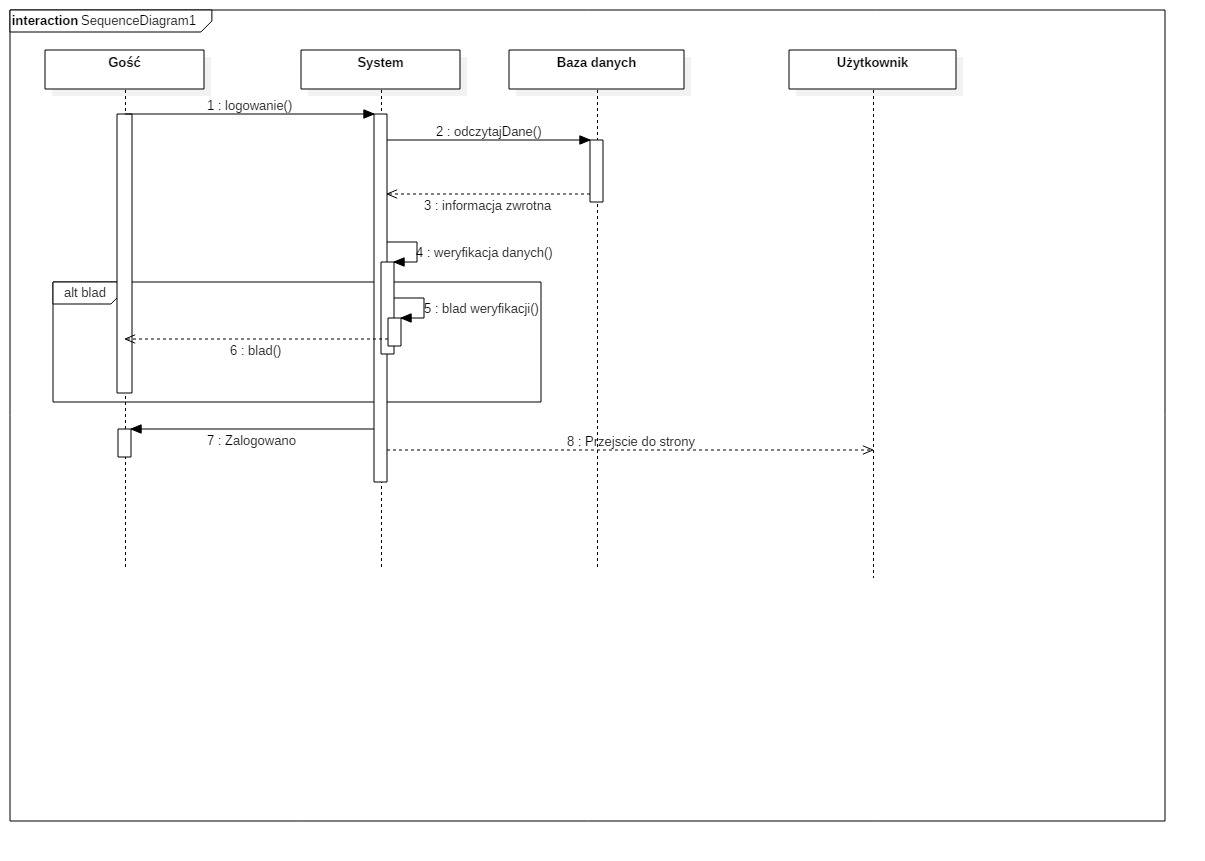 interaction SequenceDiagram1
Gość
System
Baza danych
Użytkownik
1 : logowanie()
2 : odczytajDane()
3 : informacja zwrotna
4 : weryfikacja danych()
alt blad
5 : blad weryfikacji()
6 : blad()
7 : Zalogowano
8 : Przejscie do strony